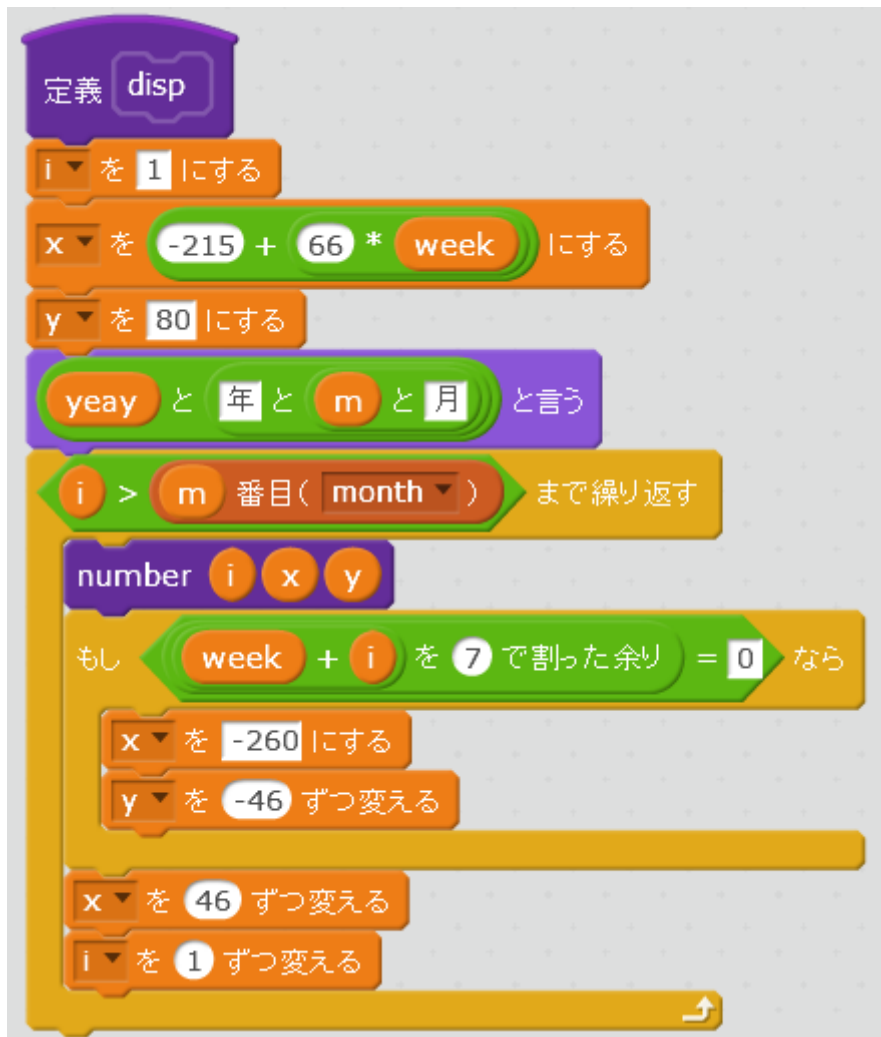 定義 disp
i を 1 にする
x を -215 + 66 * week にする
y を 80 にする
yeay と 年 と m と 月 と言う
i > m 番目( month ) まで繰り返す
number i x y
もし week + i を 7 で割った余り = 0 なら
x を -260 にする
y を -46 ずつ変える
x を 46 ずつ変える
i を 1 ずつ変える